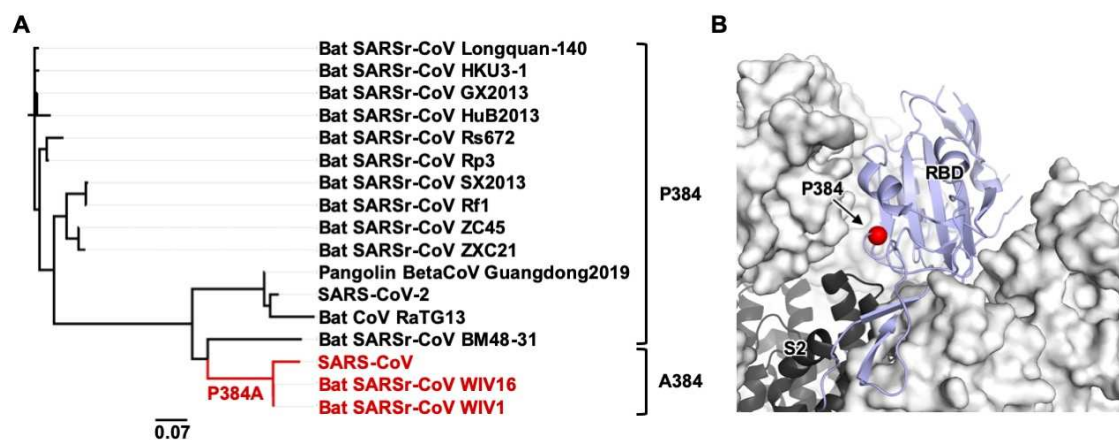 A
Bat SARSr-CoV Longquan-140
Bat SARSr-CoV HKU3-1
Bat SARSr-CoV GX2013
Bat SARSr-CoV HuB2013
Bat SARSr-CoV Rs672
Bat SARSr-CoV Rp3
Bat SARSr-CoV SX2013
Bat SARSr-CoV Rf1
Bat SARSr-CoV ZC45
Bat SARSr-CoV ZXC21
Pangolin BetaCoV Guangdong2019
SARS-CoV-2
Bat CoV RaTG13
Bat SARSr-CoV BM48-31
SARS-CoV
Bat SARSr-CoV WIV16
Bat SARSr-CoV WIV1
P384A
0.07
P384
A384
B
RBD
P384
S2